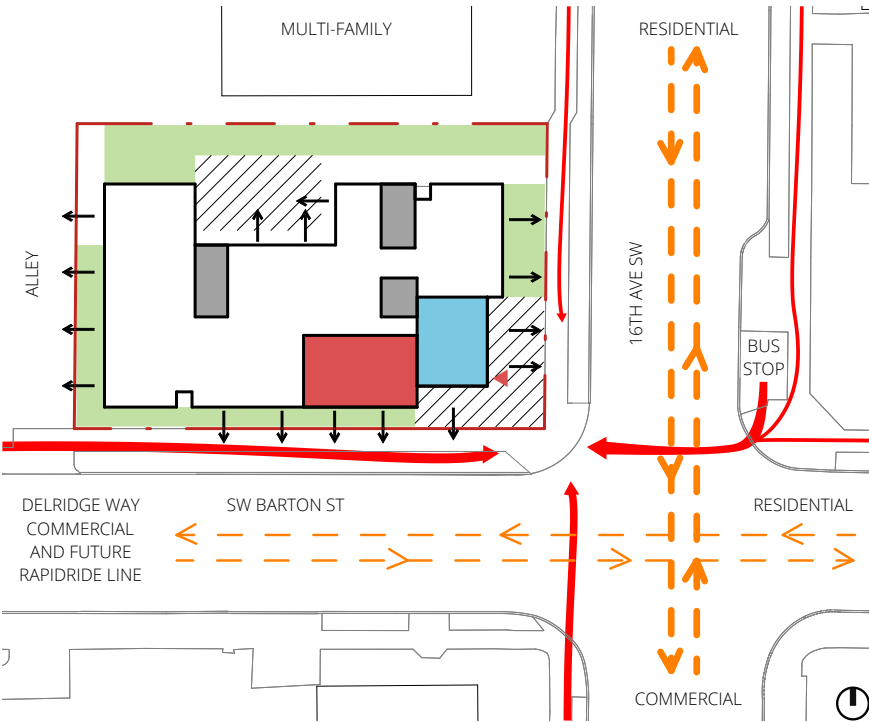 MULTI-FAMILY
RESIDENTIAL
ALLEY
16TH AVE SW
BUS
STOP
DELRIDGE WAY
COMMERCIAL
AND FUTURE
RAPIDRIDE LINE
SW BARTON ST
RESIDENTIAL
COMMERCIAL